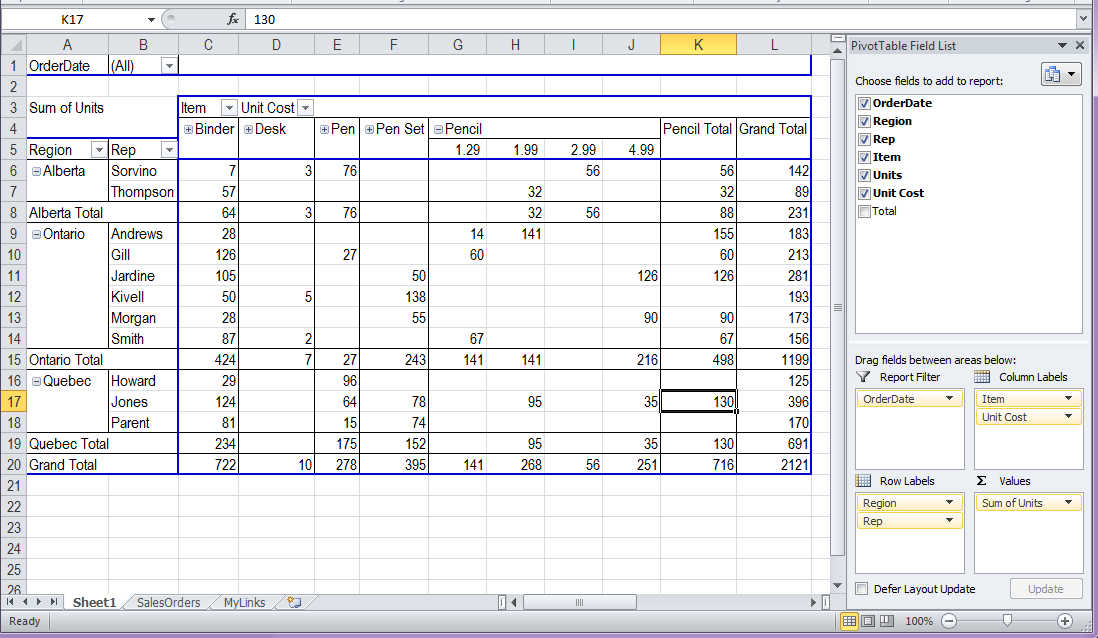 K17 fx 130
PivotTable Field List
A B C D E F G H I J K L
1 OrderDate (All)
2
3 Sum of Units Item Unit Cost
4 Binder Desk Pen Pen Set Pencil Pencil Total Grand Total
5 Region Rep 1.29 1.99 2.99 4.99
6 Alberta Sorvino 7 3 76 56 56 142
7 Thompson 57 32 32 89
8 Alberta Total 64 3 76 32 56 88 231
9 Ontario Andrews 28 14 141 155 183
10 Gill 126 27 60 60 213
11 Jardine 105 50 126 126 281
12 Kivell 50 5 138 193
13 Morgan 28 55 90 90 173
14 Smith 87 2 67 67 156
15 Ontario Total 424 7 27 243 141 141 216 498 1199
16 Quebec Howard 29 96 125
17 Jones 124 64 78 95 35 130 396
18 Parent 81 15 74 170
19 Quebec Total 234 175 152 95 35 130 691
20 Grand Total 722 10 278 395 141 268 56 251 716 2121
21
22
23
24
25
26
Choose fields to add to report:
OrderDate
Region
Rep
Item
Units
Unit Cost
Total
Drag fields between areas below:
Report Filter Column Labels
OrderDate Item
Unit Cost
Row Labels Σ Values
Region Sum of Units
Rep
Defer Layout Update Update
Sheet1 SalesOrders MyLinks
Ready 100%